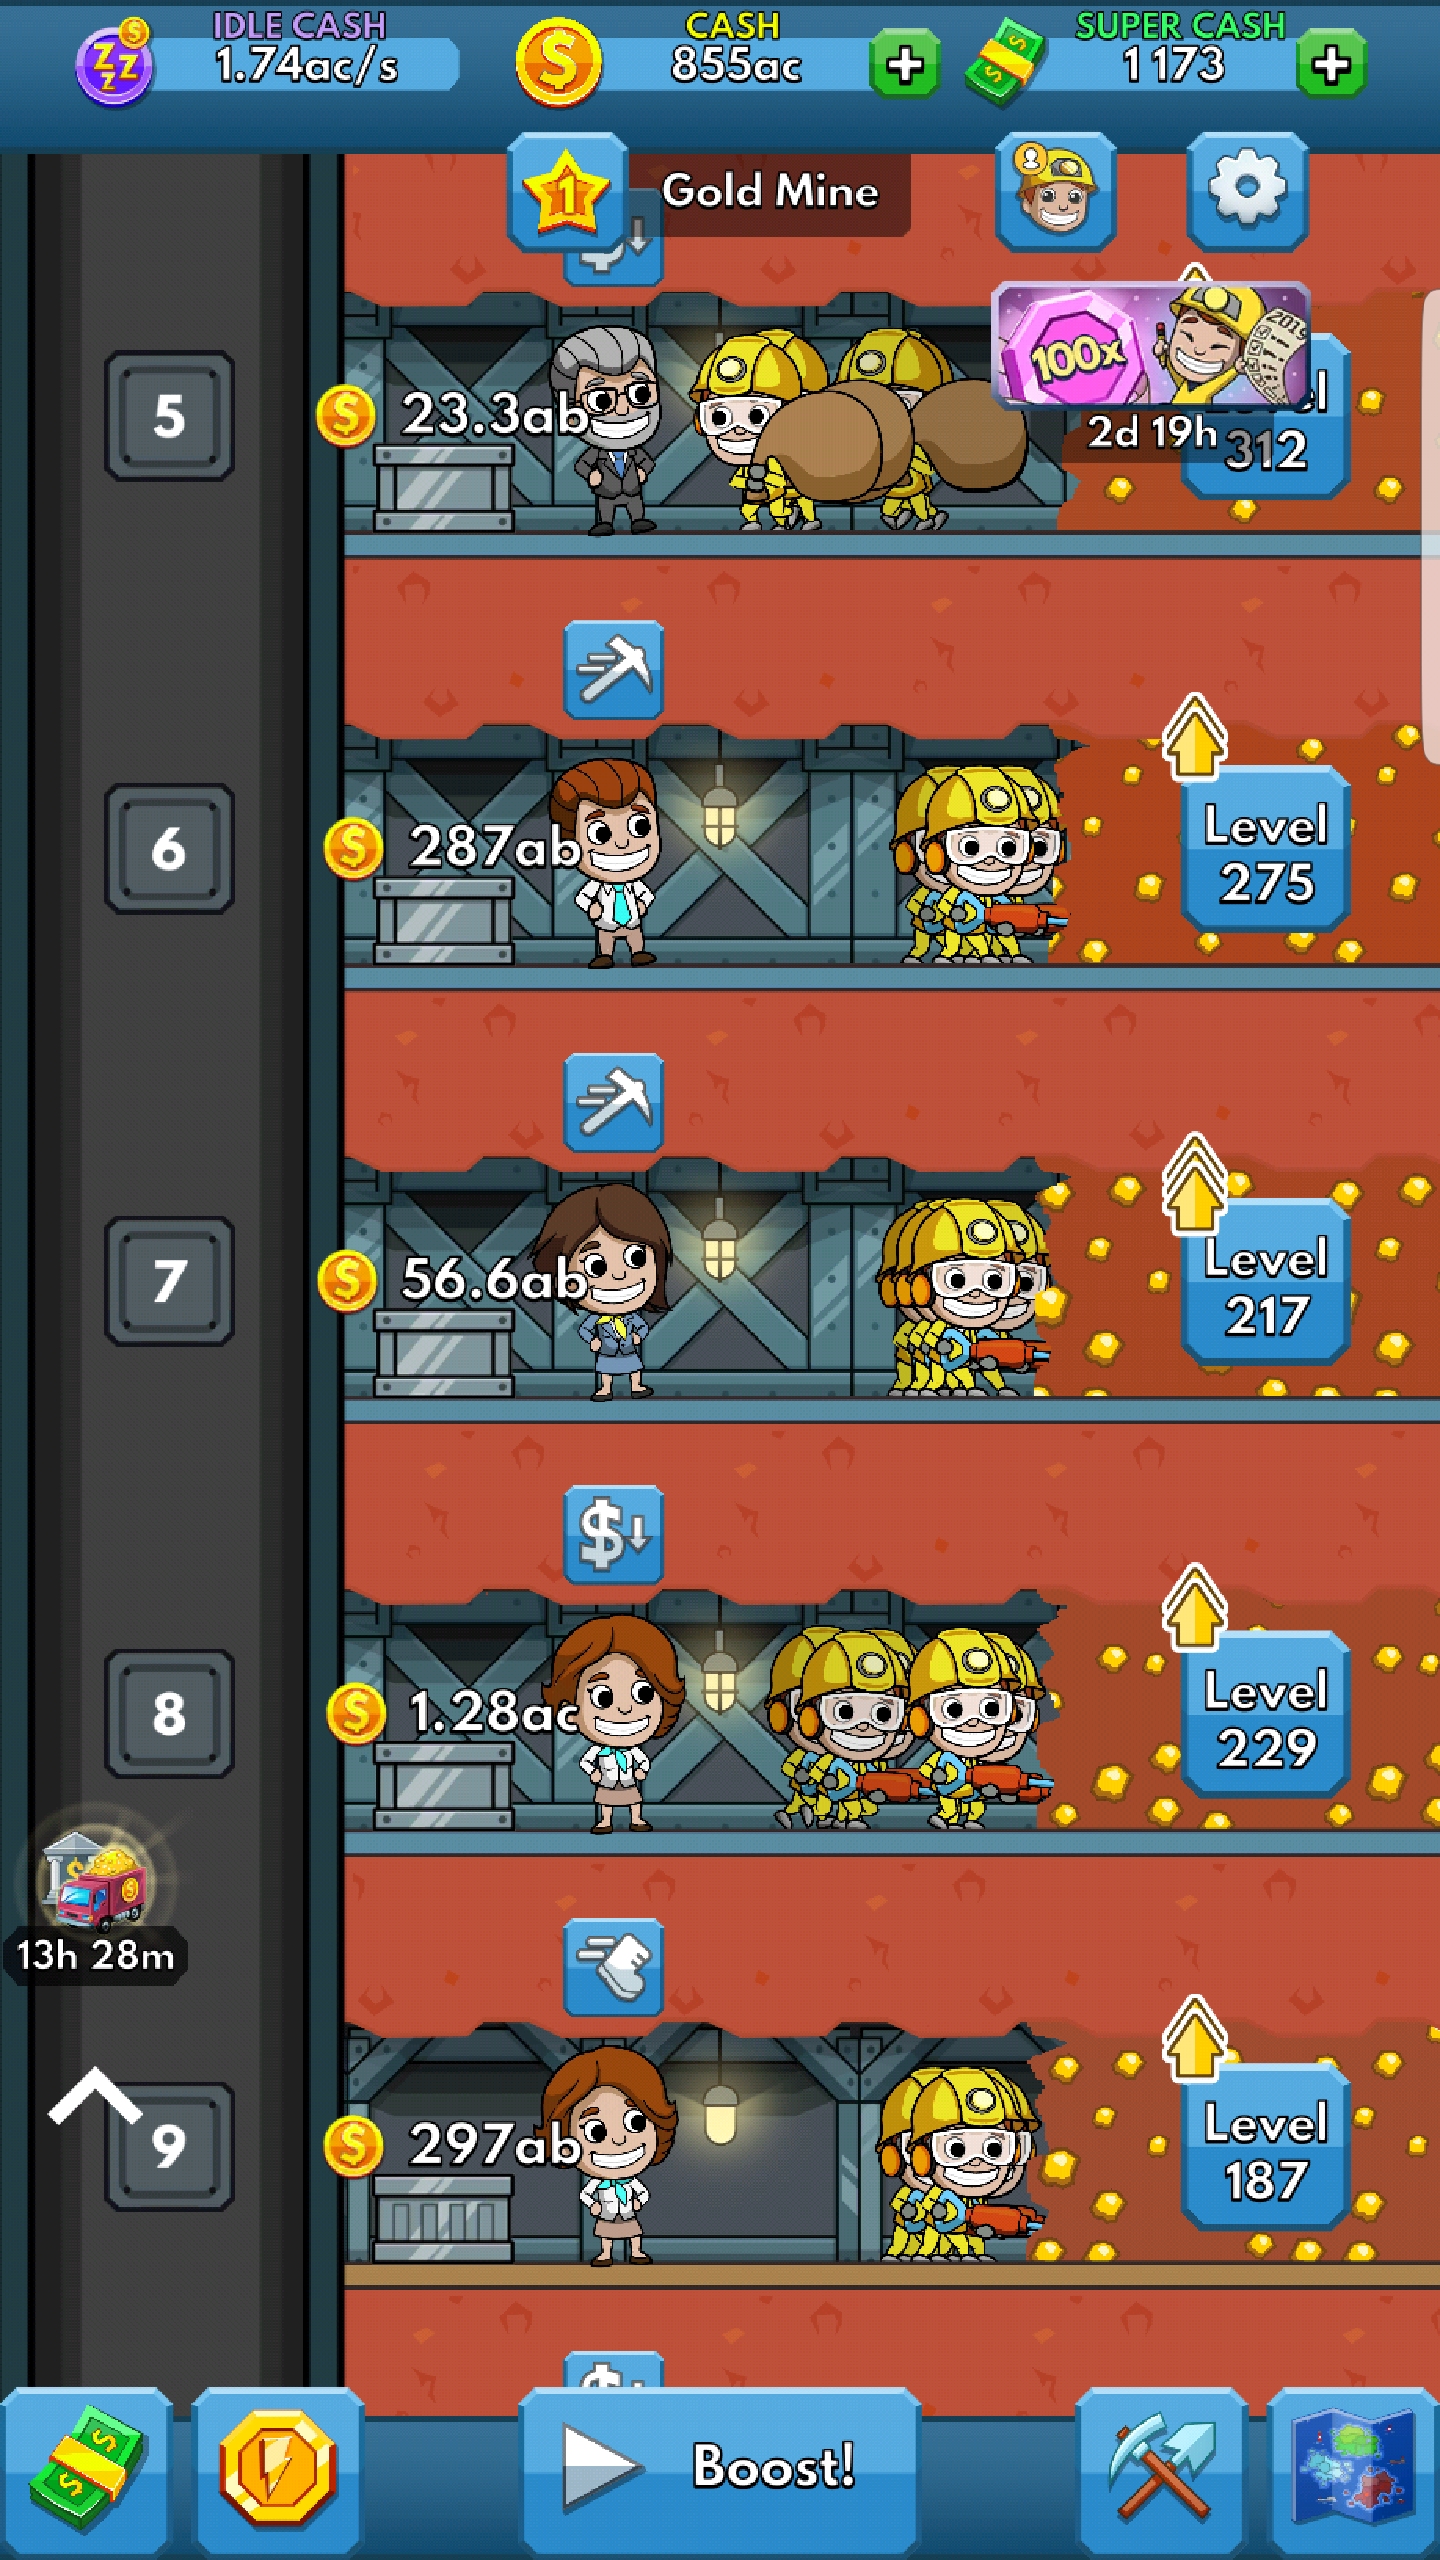 IDLE CASH
1.74ac/s
CASH
855ac
SUPER CASH
1173
1
Gold Mine
100x
2019
2d 19h
5
23.3ab
312
6
287ab
Level
275
7
56.6ab
Level
217
8
1.28ac
Level
229
13h 28m
9
297ab
Level
187
Boost!